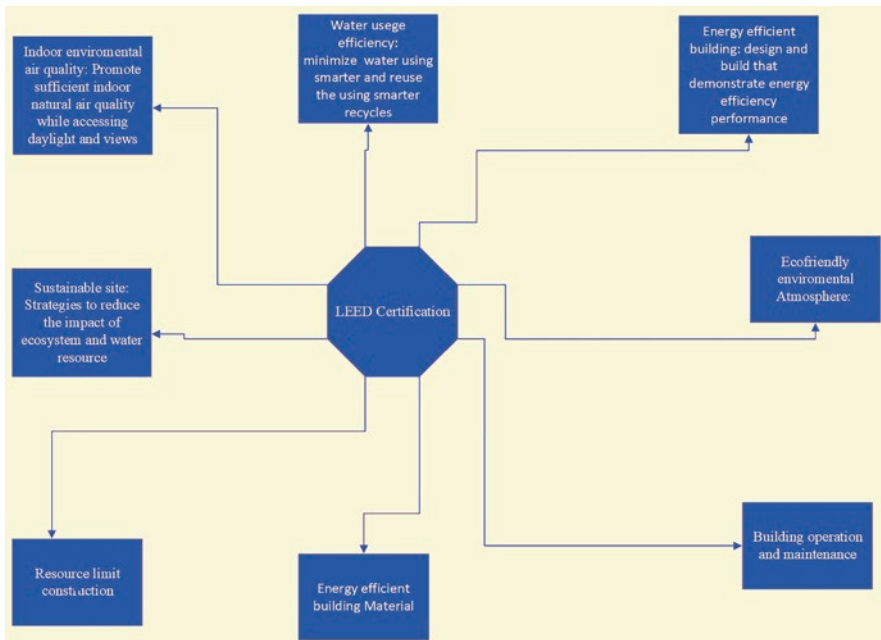 Indoor enviromental
air quality: Promote
sufficient indoor
natural air quality
while accessing
daylight and views
Water usege
efficiency:
minimize water using
smarter and reuse
the using smarter
recycles
Energy efficient
building: design and
build that
demonstrate energy
efficiency
performance
Sustainable site:
Strategies to reduce
the impact of
ecosystem and water
resource
LEED Certification
Ecofriendly
enviromental
Atmosphere:
Resource limit
construction
Energy efficient
building Material
Building operation
and maintenance